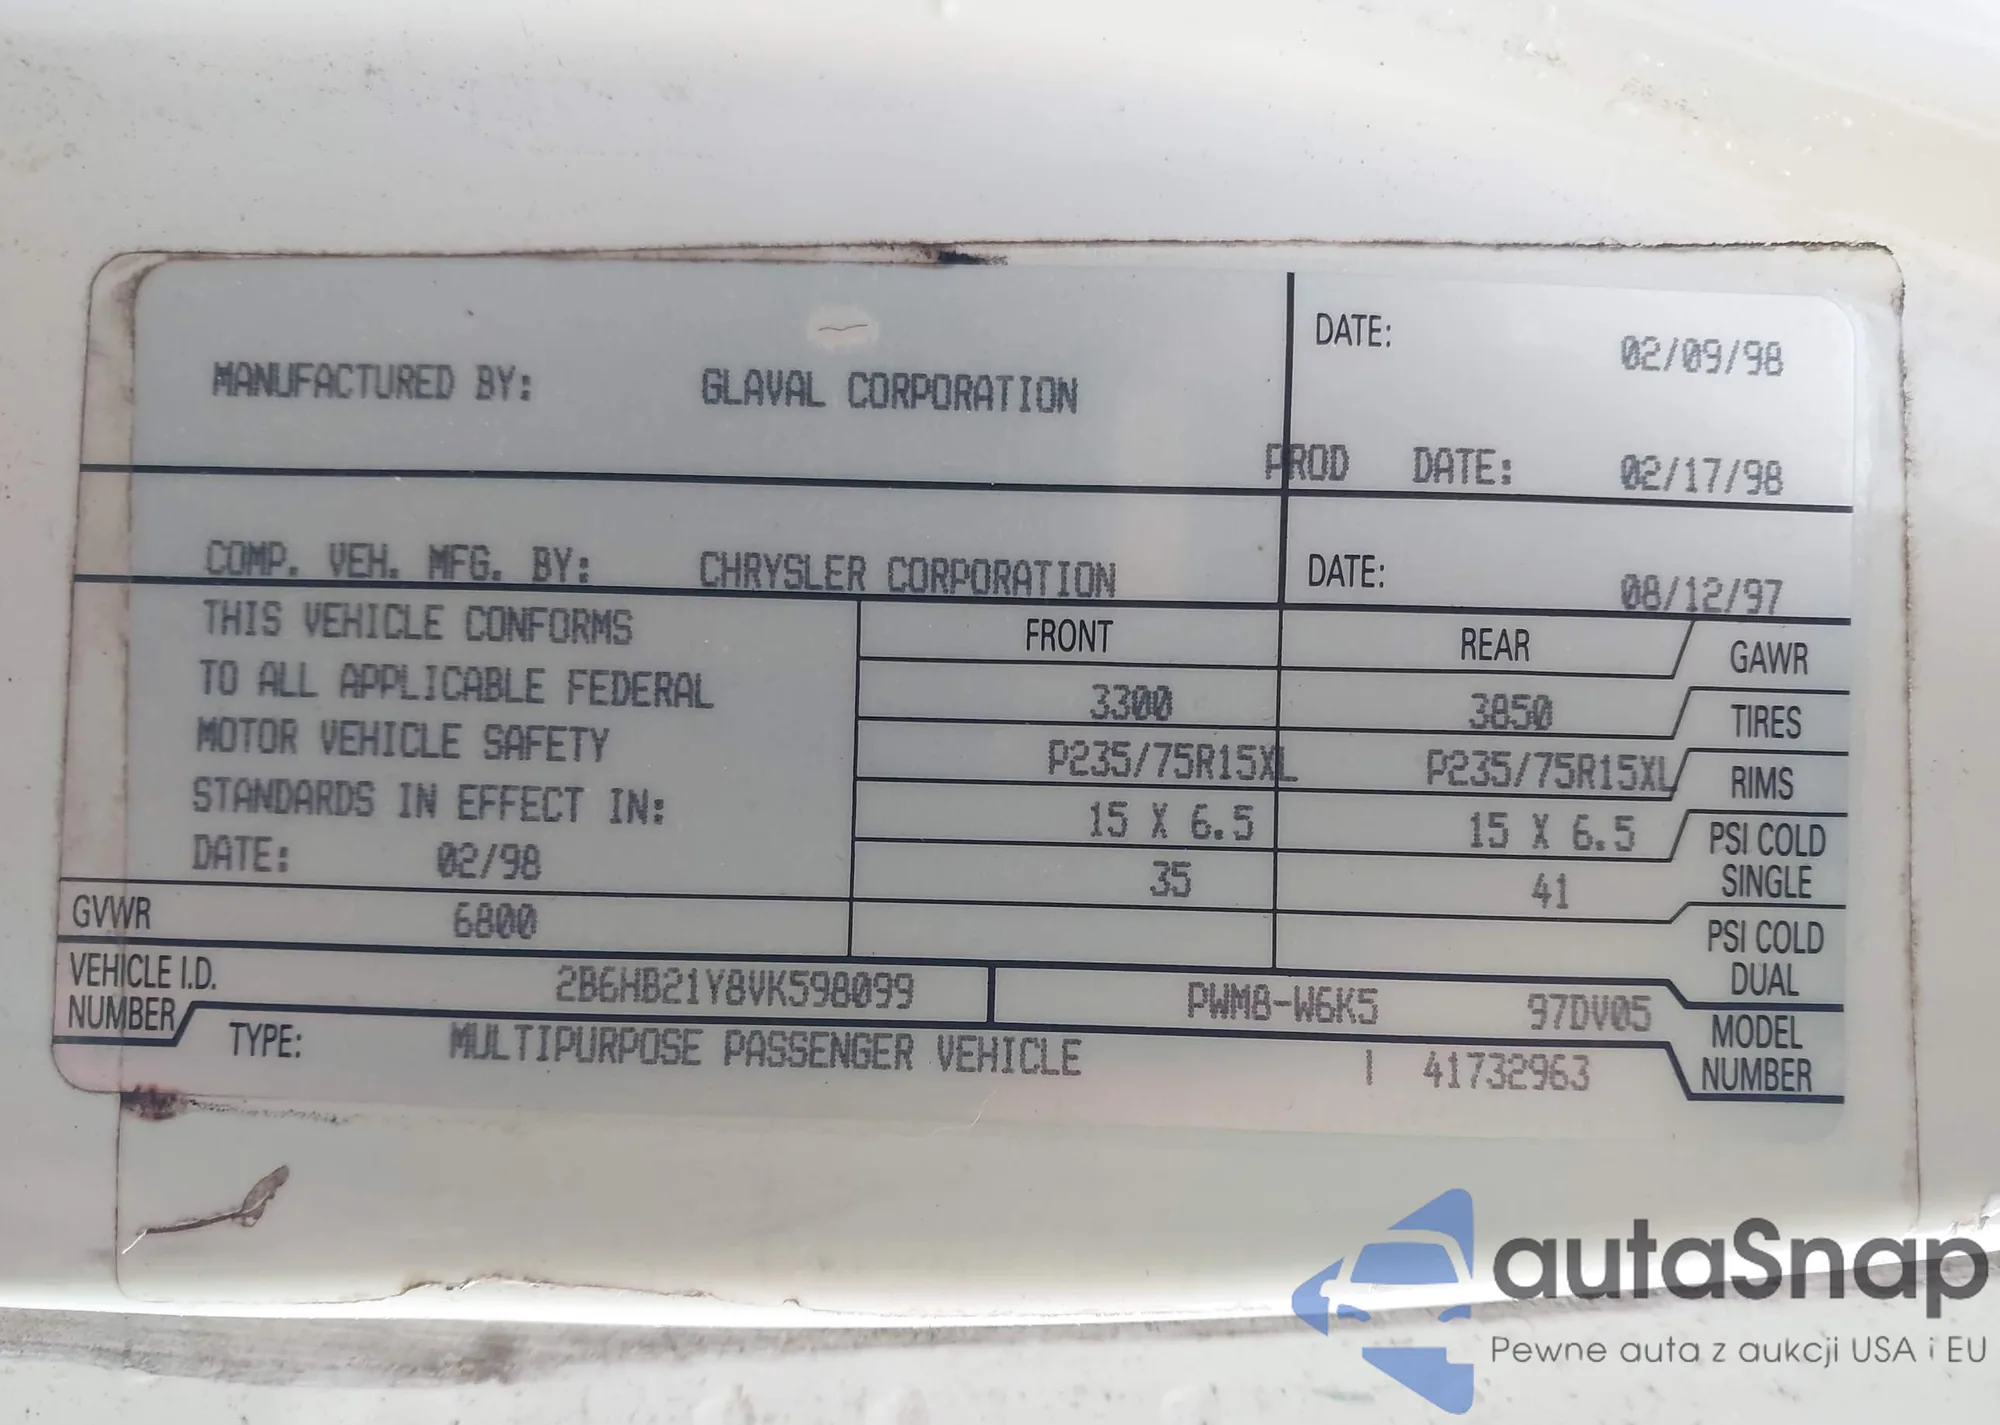 MANUFACTURED BY: GLAVAL CORPORATION
DATE: 02/09/98
PROD DATE: 02/17/98
COMP. VEH. MFG. BY: CHRYSLER CORPORATION
DATE: 08/12/97
THIS VEHICLE CONFORMS
TO ALL APPLICABLE FEDERAL
MOTOR VEHICLE SAFETY
STANDARDS IN EFFECT IN:
DATE: 02/98
FRONT REAR GAWR
3300 3850 TIRES
P235/75R15XL P235/75R15XL RIMS
15 X 6.5 15 X 6.5 PSI COLD SINGLE
35 41 PSI COLD DUAL
GVWR 6800
VEHICLE I.D. NUMBER 2B6HB21Y8VK598099 PWM8-W6K5 97DV05 MODEL NUMBER
TYPE: MULTIPURPOSE PASSENGER VEHICLE | 41732963
autaSnap
Pewne auta z aukcji USA i EU